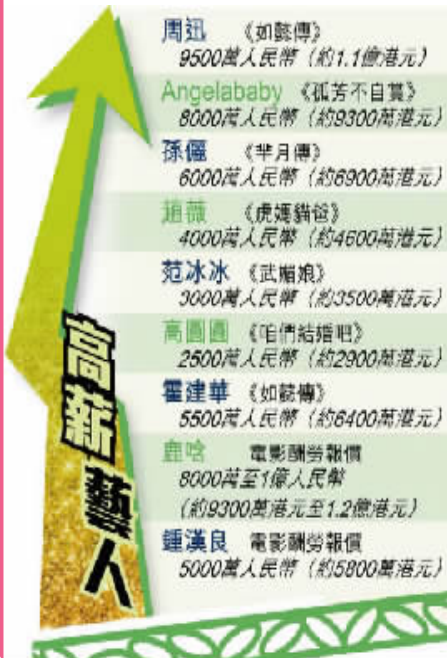 周迅 《如懿傳》
9500萬人民幣（約1.1億港元）
Angelababy 《孤芳不自賞》
8000萬人民幣（約9300萬港元）
孫儷 《羋月傳》
6000萬人民幣（約6900萬港元）
趙薇 《虎媽貓爸》
4000萬人民幣（約4600萬港元）
范冰冰 《武媚娘》
3000萬人民幣（約3500萬港元）
高圓圓 《咱們結婚吧》
2500萬人民幣（約2900萬港元）
霍建華 《如懿傳》
5500萬人民幣（約6400萬港元）
鹿晗 電影酬勞報價
8000萬至1億人民幣
（約9300萬港元至1.2億港元）
鍾漢良 電影酬勞報價
5000萬人民幣（約5800萬港元）
高薪藝人